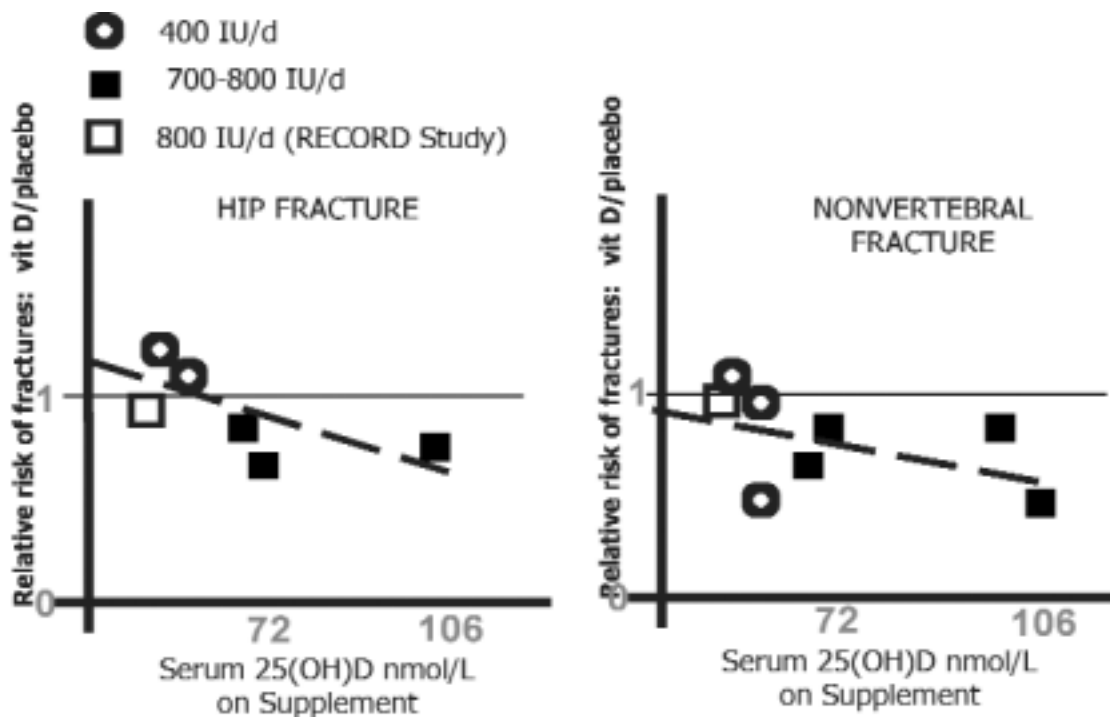 400 IU/d
700-800 IU/d
800 IU/d (RECORD Study)
Relative risk of fractures: vit D/placebo
HIP FRACTURE
1
0
72 106
Serum 25(OH)D nmol/L
on Supplement
Relative risk of fractures: vit D/placebo
NONVERTEBRAL
FRACTURE
1
0
72 106
Serum 25(OH)D nmol/L
on Supplement